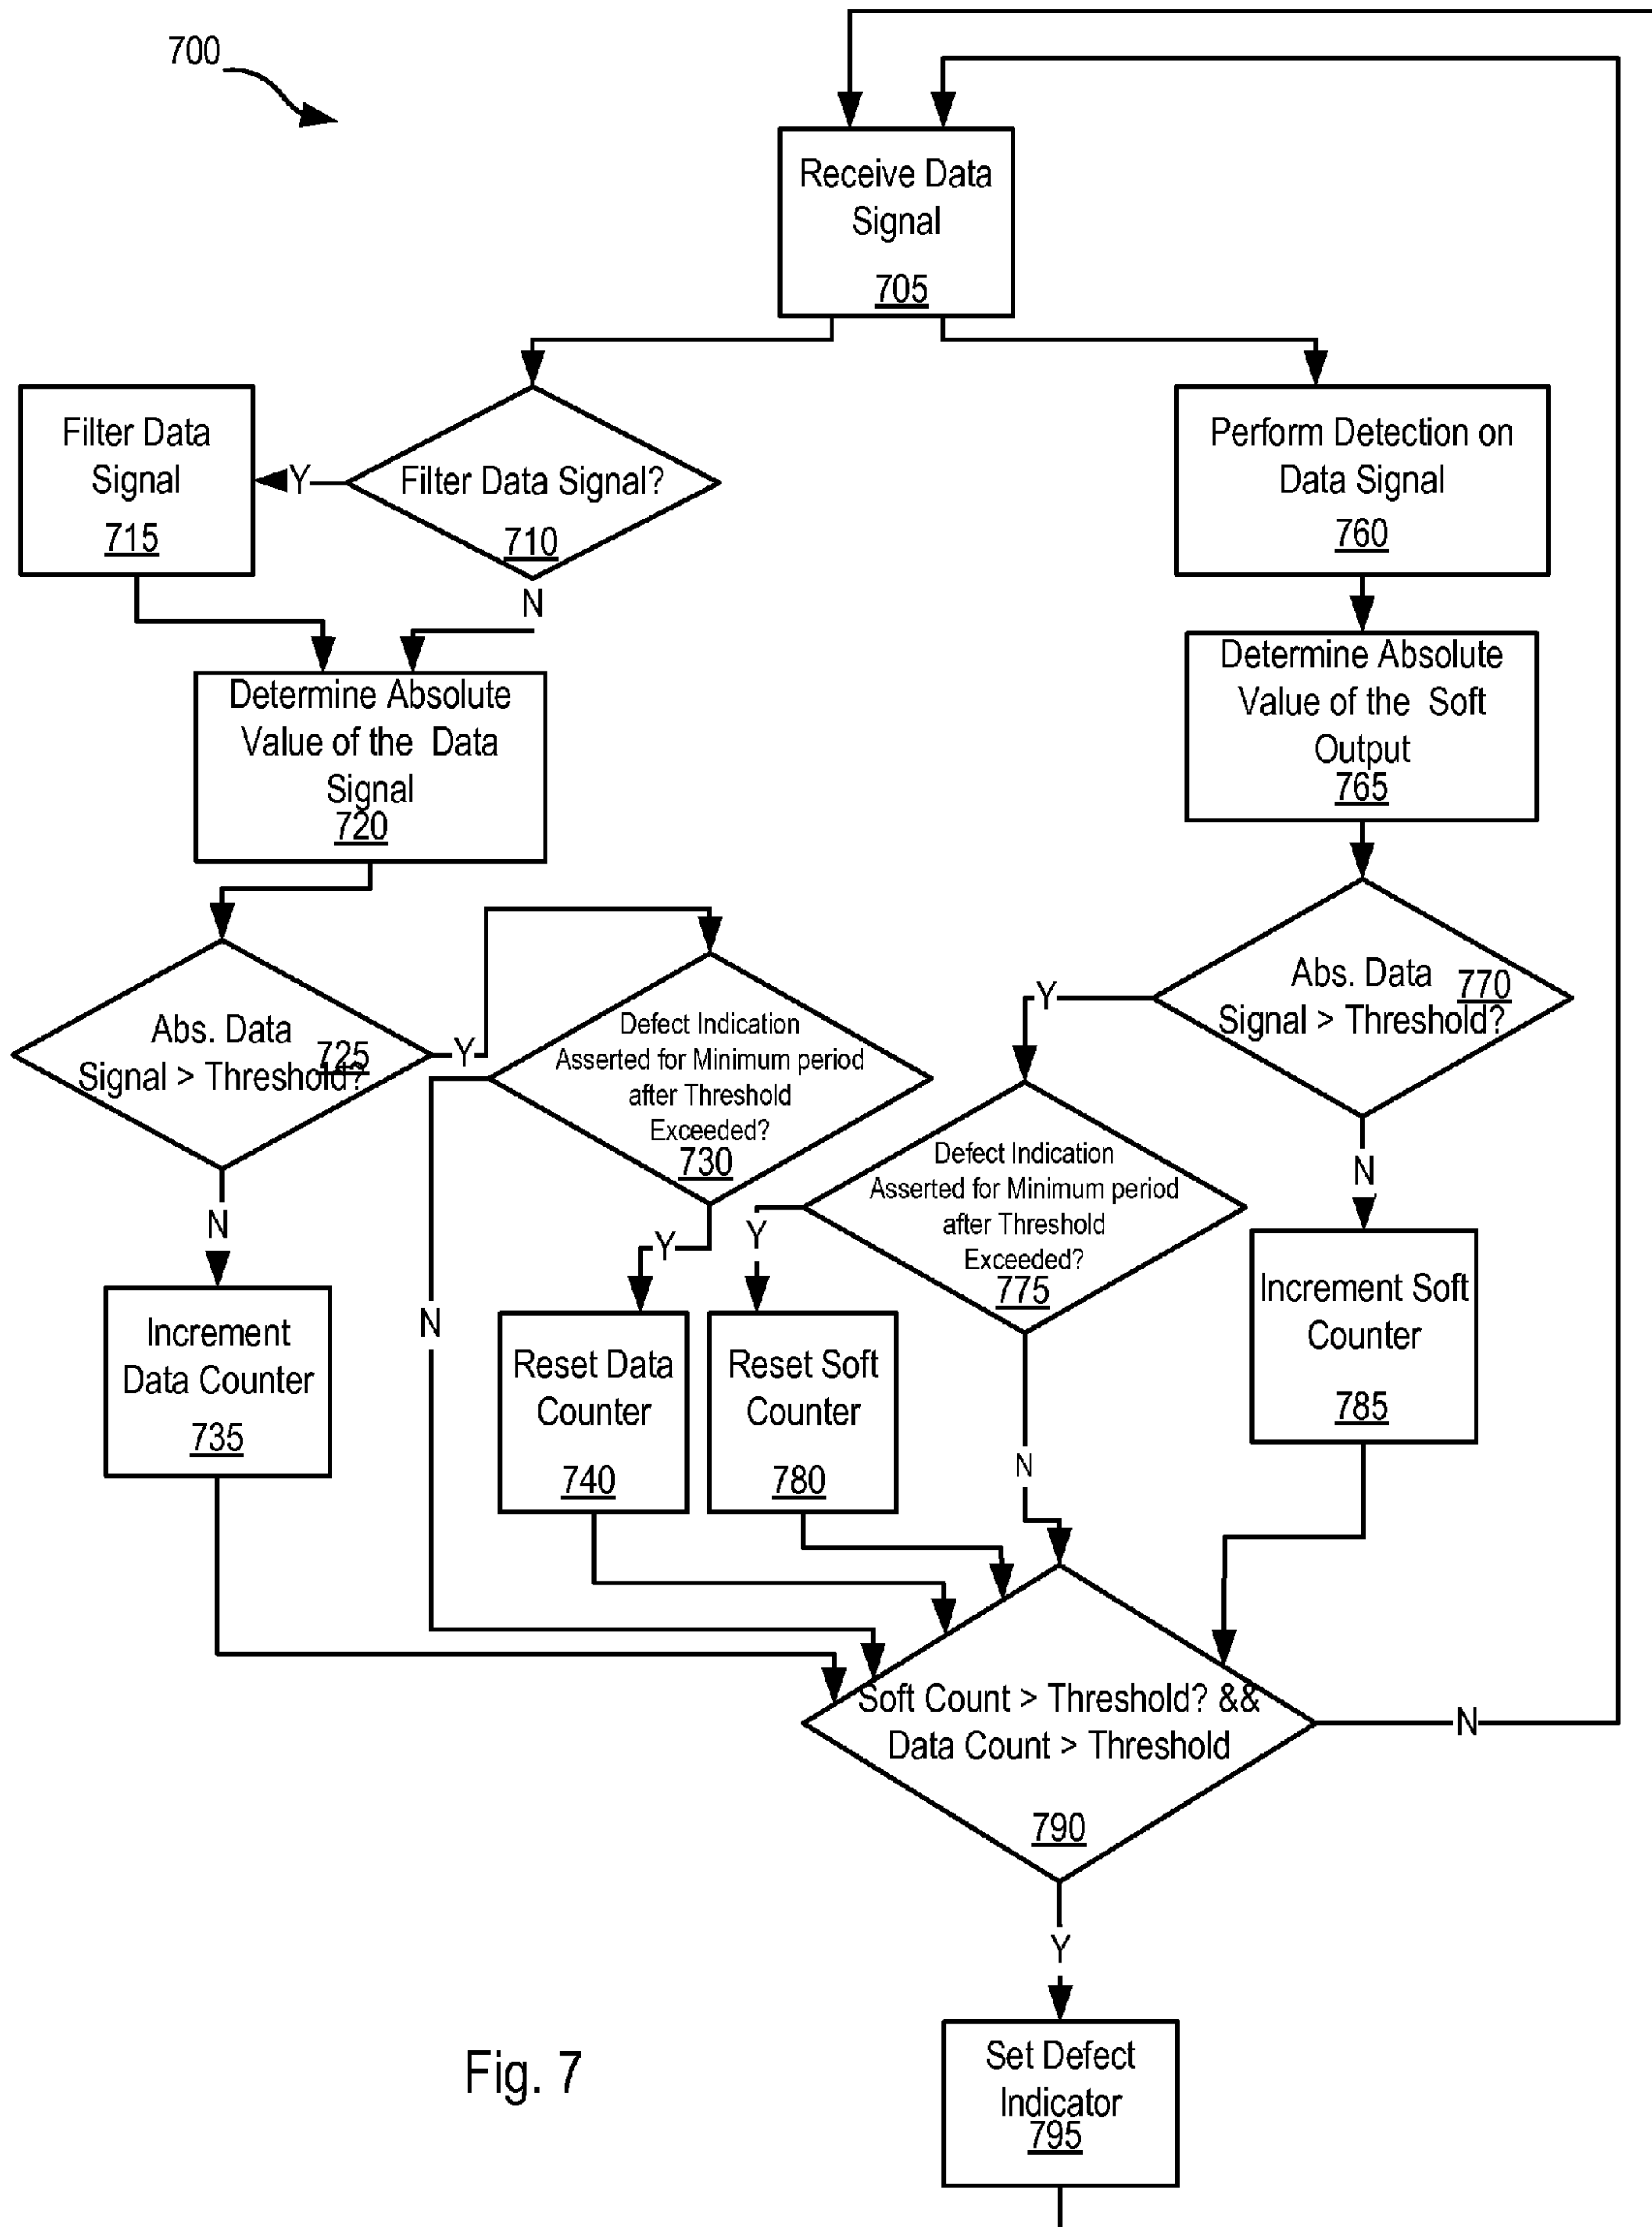 700
Receive Data
Signal
705
Filter Data
Signal
715
Y
Filter Data Signal?
710
N
Perform Detection on
Data Signal
760
Determine Absolute
Value of the Data
Signal
720
Determine Absolute
Value of the Soft
Output
765
Abs. Data
Signal > Threshold?
725
Y
N
Defect Indication
Asserted for Minimum period
after Threshold
Exceeded?
730
Y
N
Abs. Data
Signal > Threshold?
770
Y
N
Defect Indication
Asserted for Minimum period
after Threshold
Exceeded?
775
Y
N
Increment
Data Counter
735
Reset Data
Counter
740
Reset Soft
Counter
780
Increment Soft
Counter
785
Soft Count > Threshold? &&
Data Count > Threshold
790
N
Y
Set Defect
Indicator
795
Fig. 7